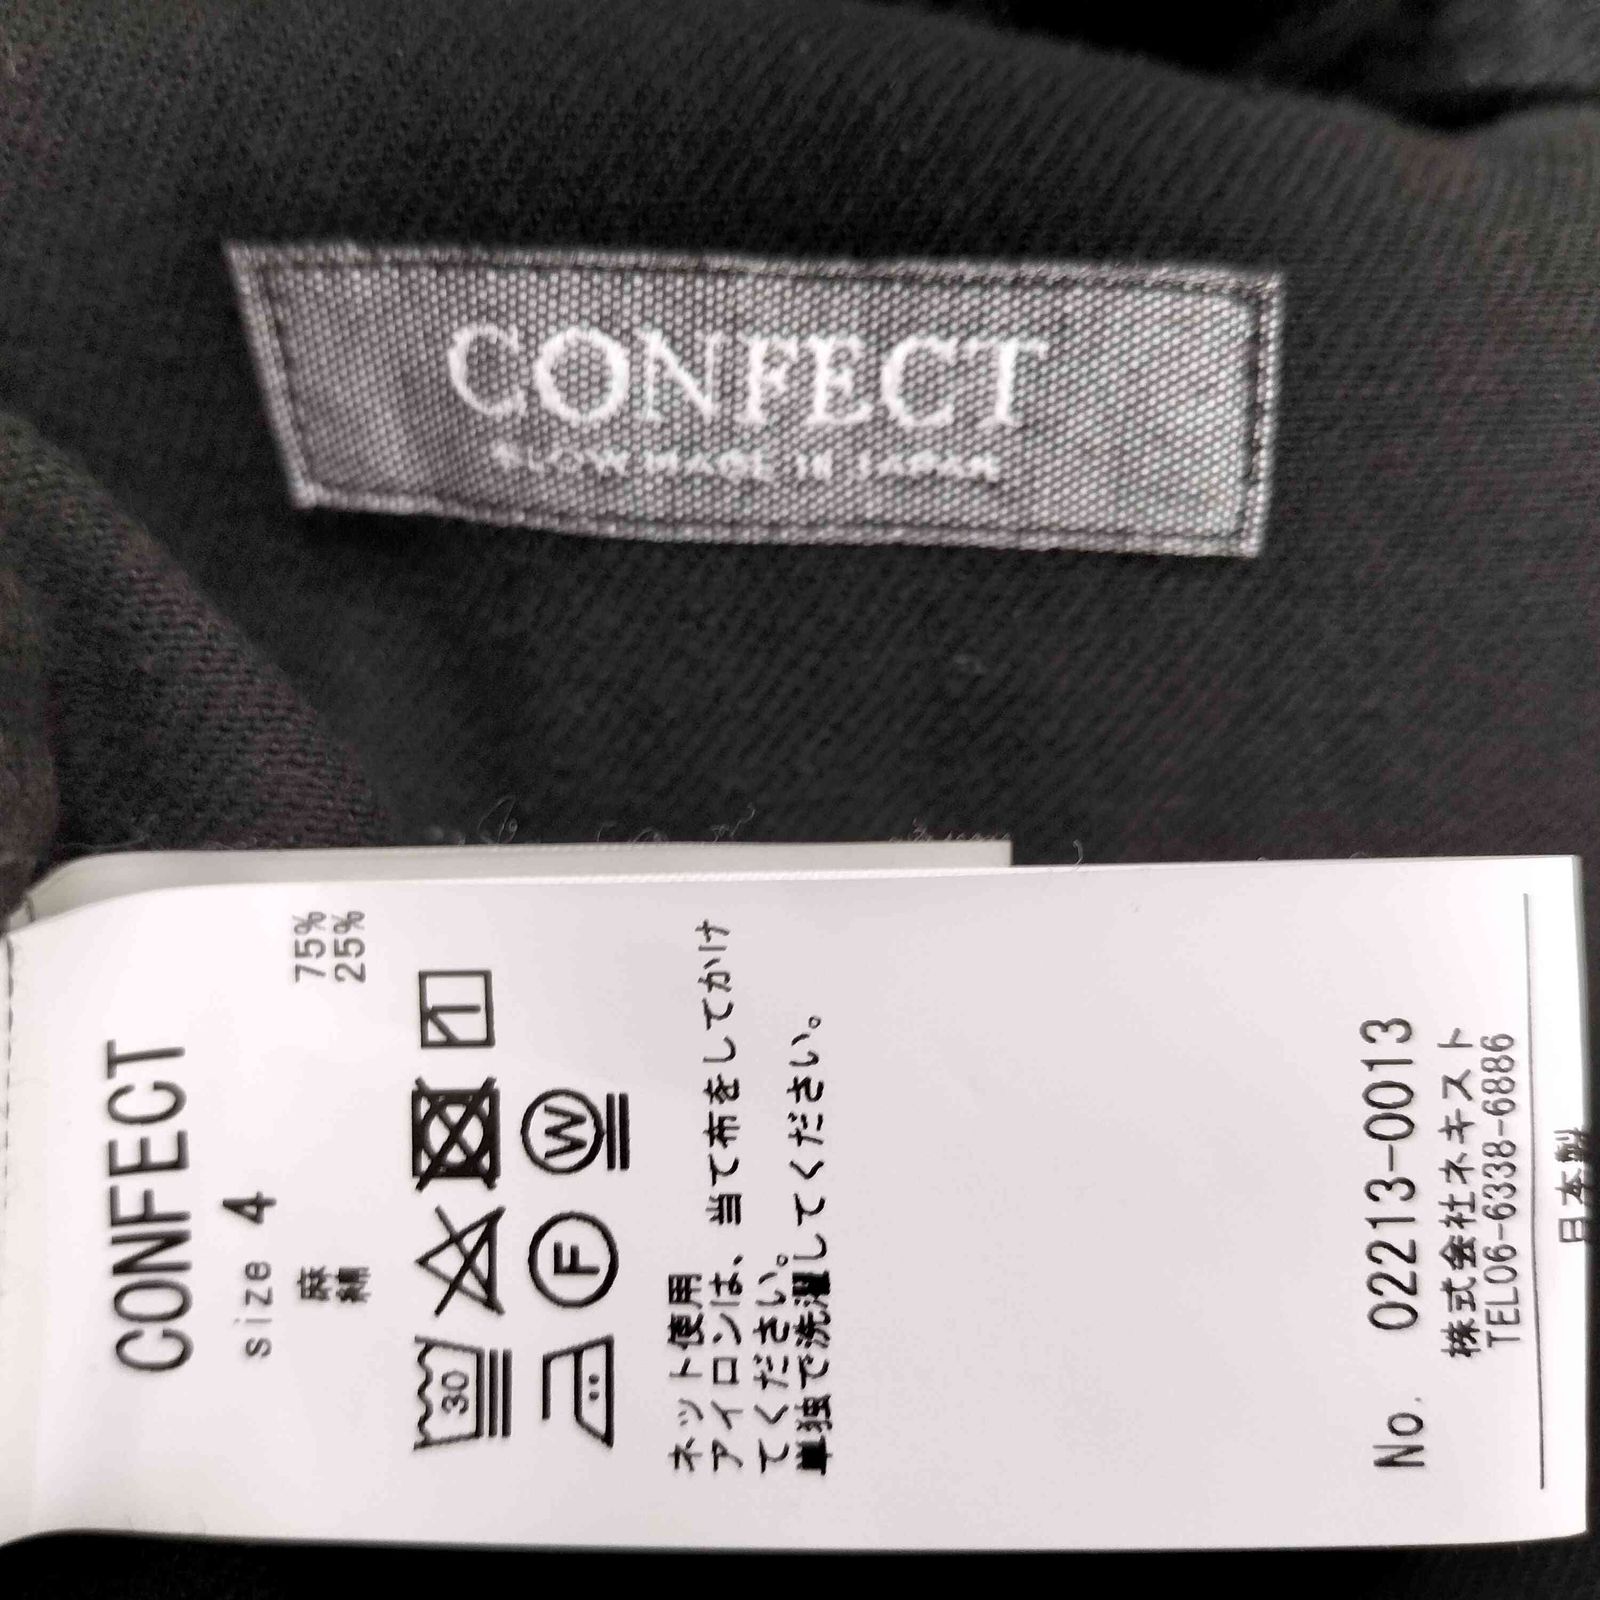 CONFECT
SLOW MADE IN JAPAN
CONFECT
size 4
麻 75%
綿 25%
30
F W
ネット使用
アイロンは、当て布をしてかけ
てください。
単独で洗濯してください。
No. 02213-0013
株式会社ネキスト
TEL06-6338-6886
日本製